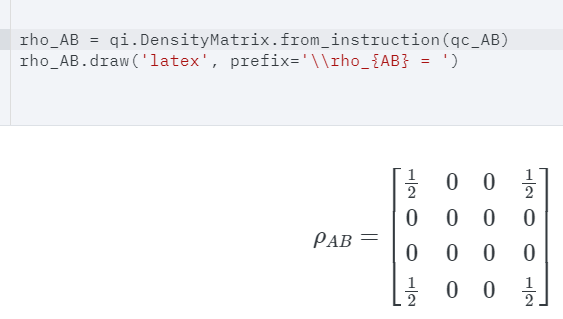 rho_AB = qi.DensityMatrix.from_instruction(qc_AB)
rho_AB.draw('latex', prefix='\\rho_{AB} = ')
ρAB =
1/2 0 0 1/2
0 0 0 0
0 0 0 0
1/2 0 0 1/2